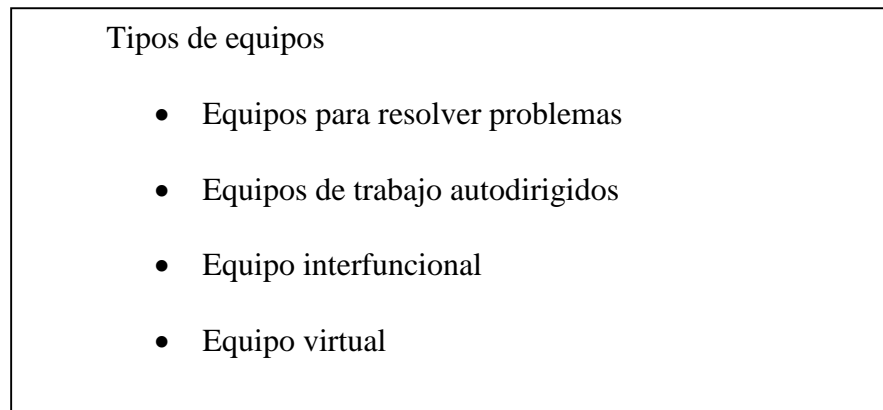 Tipos de equipos
• Equipos para resolver problemas
• Equipos de trabajo autodirigidos
• Equipo interfuncional
• Equipo virtual